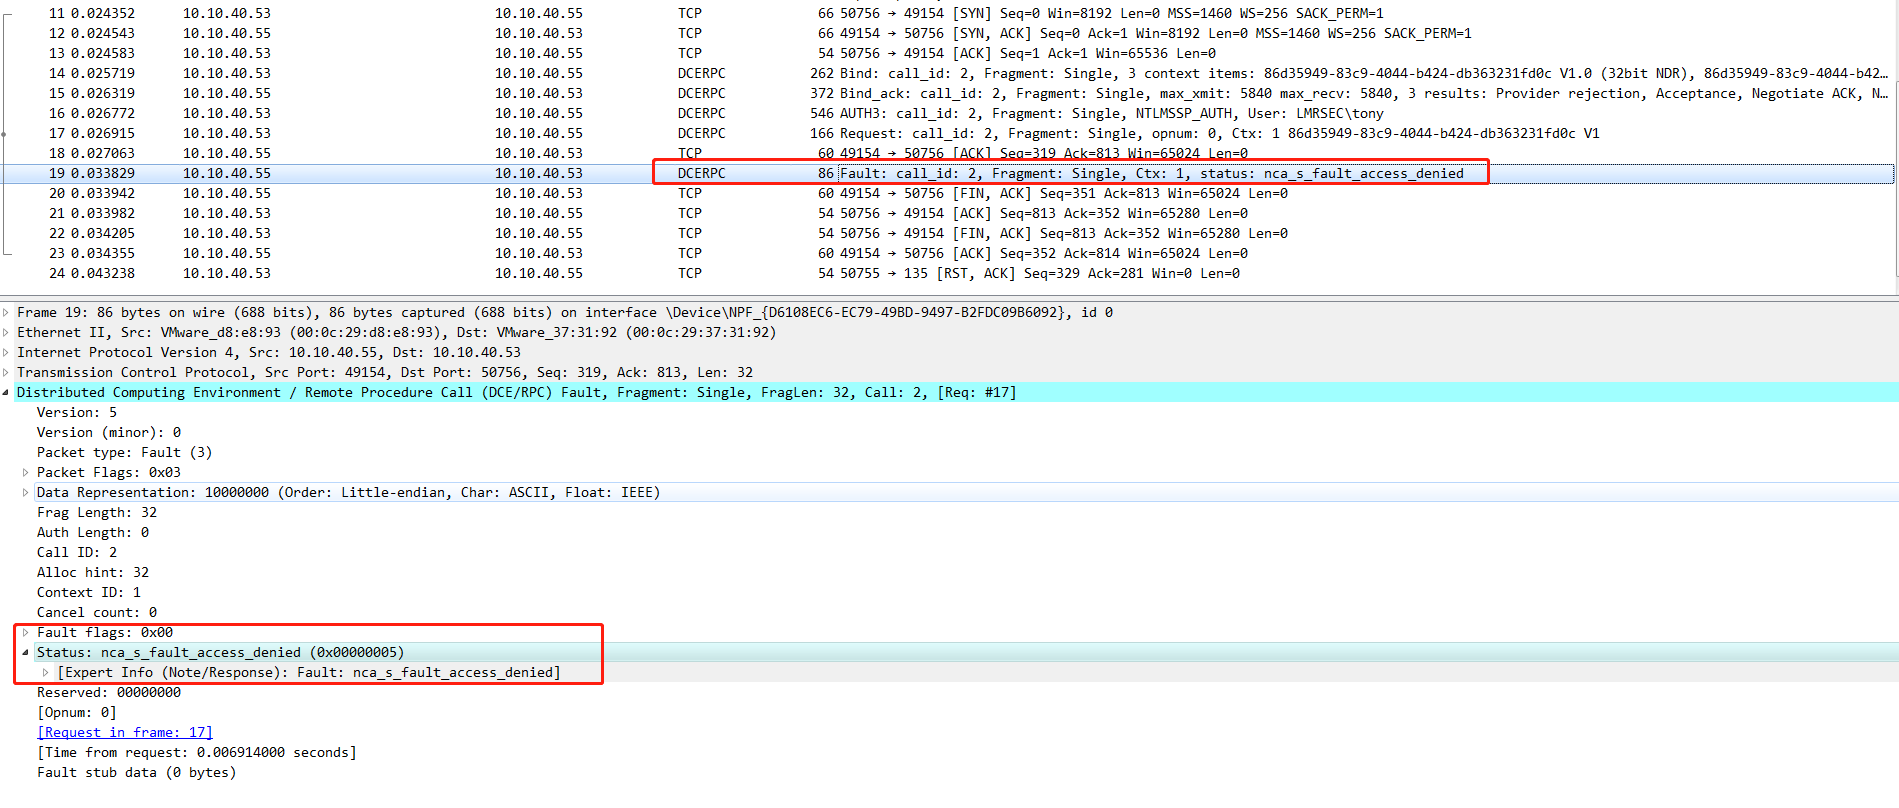 11 0.024352 10.10.40.53 10.10.40.55 TCP 66 50756 → 49154 [SYN] Seq=0 Win=8192 Len=0 MSS=1460 WS=256 SACK_PERM=1
12 0.024543 10.10.40.55 10.10.40.53 TCP 66 49154 → 50756 [SYN, ACK] Seq=0 Ack=1 Win=8192 Len=0 MSS=1460 WS=256 SACK_PERM=1
13 0.024583 10.10.40.53 10.10.40.55 TCP 54 50756 → 49154 [ACK] Seq=1 Ack=1 Win=65536 Len=0
14 0.025719 10.10.40.53 10.10.40.55 DCERPC 262 Bind: call_id: 2, Fragment: Single, 3 context items: 86d35949-83c9-4044-b424-db363231fd0c V1.0 (32bit NDR), 86d35949-83c9-4044-b42…
15 0.026319 10.10.40.55 10.10.40.53 DCERPC 372 Bind_ack: call_id: 2, Fragment: Single, max_xmit: 5840 max_recv: 5840, 3 results: Provider rejection, Acceptance, Negotiate ACK, N…
16 0.026772 10.10.40.53 10.10.40.55 DCERPC 546 AUTH3: call_id: 2, Fragment: Single, NTLMSSP_AUTH, User: LMRSEC\tony
17 0.026915 10.10.40.53 10.10.40.55 DCERPC 166 Request: call_id: 2, Fragment: Single, opnum: 0, Ctx: 1 86d35949-83c9-4044-b424-db363231fd0c V1
18 0.027063 10.10.40.55 10.10.40.53 TCP 60 49154 → 50756 [ACK] Seq=319 Ack=813 Win=65024 Len=0
19 0.033829 10.10.40.55 10.10.40.53 DCERPC 86 Fault: call_id: 2, Fragment: Single, Ctx: 1, status: nca_s_fault_access_denied
20 0.033942 10.10.40.55 10.10.40.53 TCP 60 49154 → 50756 [FIN, ACK] Seq=351 Ack=813 Win=65024 Len=0
21 0.033982 10.10.40.53 10.10.40.55 TCP 54 50756 → 49154 [ACK] Seq=813 Ack=352 Win=65280 Len=0
22 0.034205 10.10.40.53 10.10.40.55 TCP 54 50756 → 49154 [FIN, ACK] Seq=813 Ack=352 Win=65280 Len=0
23 0.034355 10.10.40.55 10.10.40.53 TCP 60 49154 → 50756 [ACK] Seq=352 Ack=814 Win=65024 Len=0
24 0.043238 10.10.40.53 10.10.40.55 TCP 54 50755 → 135 [RST, ACK] Seq=329 Ack=281 Win=0 Len=0
Frame 19: 86 bytes on wire (688 bits), 86 bytes captured (688 bits) on interface \Device\NPF_{D6108EC6-EC79-49BD-9497-B2FDC09B6092}, id 0
Ethernet II, Src: VMware_d8:e8:93 (00:0c:29:d8:e8:93), Dst: VMware_37:31:92 (00:0c:29:37:31:92)
Internet Protocol Version 4, Src: 10.10.40.55, Dst: 10.10.40.53
Transmission Control Protocol, Src Port: 49154, Dst Port: 50756, Seq: 319, Ack: 813, Len: 32
Distributed Computing Environment / Remote Procedure Call (DCE/RPC) Fault, Fragment: Single, FragLen: 32, Call: 2, [Req: #17]
Version: 5
Version (minor): 0
Packet type: Fault (3)
Packet Flags: 0x03
Data Representation: 10000000 (Order: Little-endian, Char: ASCII, Float: IEEE)
Frag Length: 32
Auth Length: 0
Call ID: 2
Alloc hint: 32
Context ID: 1
Cancel count: 0
Fault flags: 0x00
Status: nca_s_fault_access_denied (0x00000005)
[Expert Info (Note/Response): Fault: nca_s_fault_access_denied]
Reserved: 00000000
[Opnum: 0]
[Request in frame: 17]
[Time from request: 0.006914000 seconds]
Fault stub data (0 bytes)